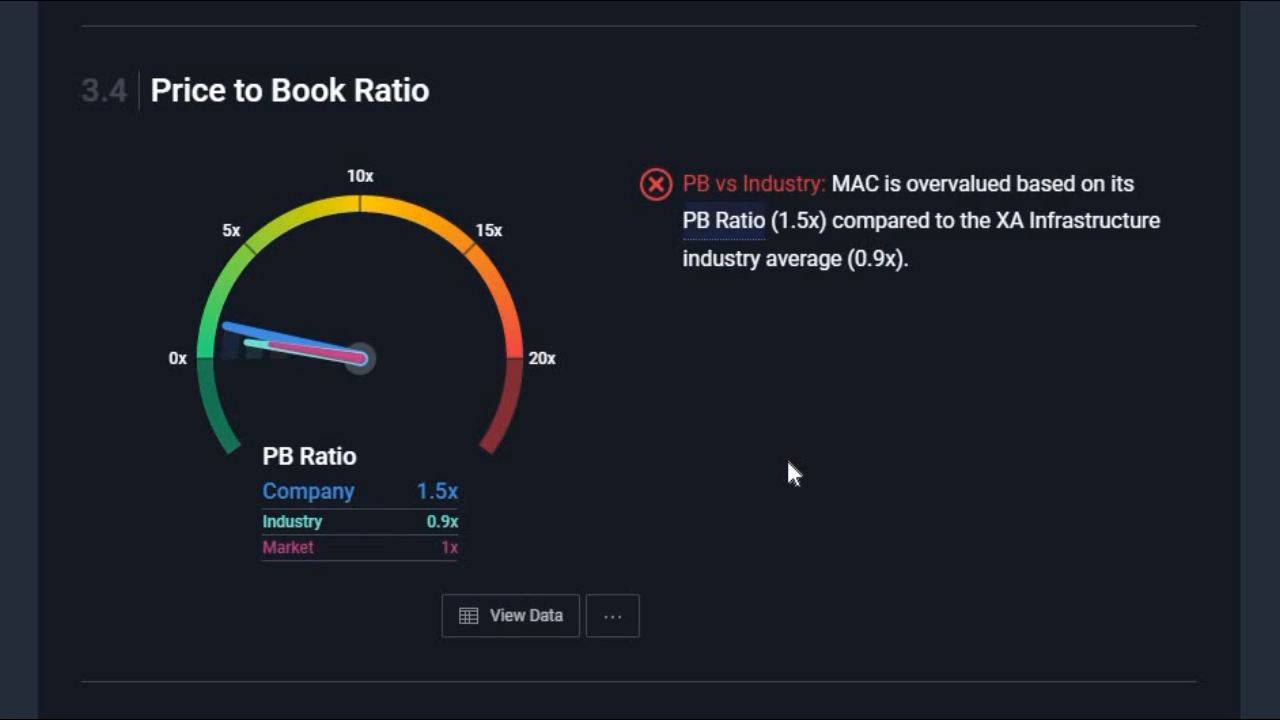 3.4 Price to Book Ratio
10x
5x
15x
0x
20x
PB Ratio
Company 1.5x
Industry 0.9x
Market 1x
View Data ...
PB vs Industry: MAC is overvalued based on its
PB Ratio (1.5x) compared to the XA Infrastructure
industry average (0.9x).